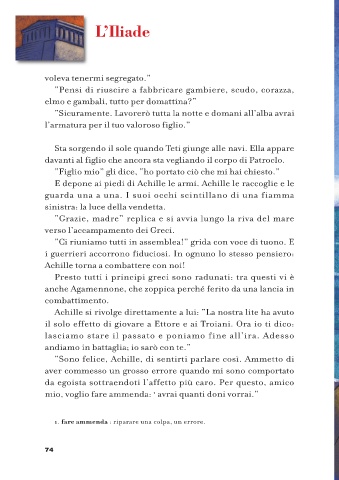 L'Iliade
voleva tenermi segregato."
"Pensi di riuscire a fabbricare gambiere, scudo, corazza,
elmo e gambali, tutto per domattina?"
"Sicuramente. Lavorerò tutta la notte e domani all'alba avrai
l'armatura per il tuo valoroso figlio."
Sta sorgendo il sole quando Teti giunge alle navi. Ella appare
davanti al figlio che ancora sta vegliando il corpo di Patroclo.
"Figlio mio" gli dice, "ho portato ciò che mi hai chiesto."
E depone ai piedi di Achille le armi. Achille le raccoglie e le
guarda una a una. I suoi occhi scintillano di una fiamma
sinistra: la luce della vendetta.
"Grazie, madre" replica e si avvia lungo la riva del mare
verso l'accampamento dei Greci.
"Ci riuniamo tutti in assemblea!" grida con voce di tuono. E
i guerrieri accorrono fiduciosi. In ognuno lo stesso pensiero:
Achille torna a combattere con noi!
Presto tutti i principi greci sono radunati: tra questi vi è
anche Agamennone, che zoppica perché ferito da una lancia in
combattimento.
Achille si rivolge direttamente a lui: "La nostra lite ha avuto
il solo effetto di giovare a Ettore e ai Troiani. Ora io ti dico:
lasciamo stare il passato e poniamo fine all'ira. Adesso
andiamo in battaglia; io sarò con te."
"Sono felice, Achille, di sentirti parlare così. Ammetto di
aver commesso un grosso errore quando mi sono comportato
da egoista sottraendoti l'affetto più caro. Per questo, amico
mio, voglio fare ammenda: ¹ avrai quanti doni vorrai."
1. fare ammenda : riparare una colpa, un errore.
74